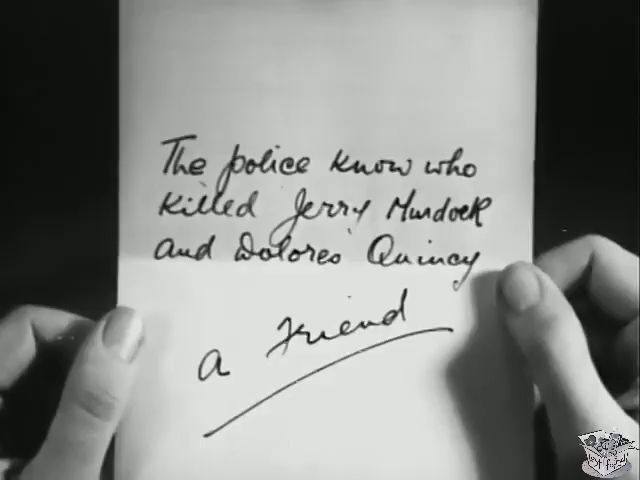 The police know who
killed Jerry Murdock
and Dolores Quincy
a Friend